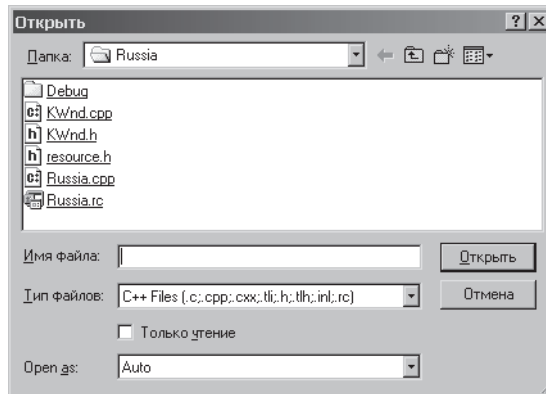 Открыть
Папка: Russia
Debug
KWnd.cpp
KWnd.h
resource.h
Russia.cpp
Russia.rc
Имя файла: Открыть
Тип файлов: C++ Files (.c;.cpp;.cxx;.tli;.h;.tlh;.inl;.rc) Отмена
Только чтение
Open as: Auto